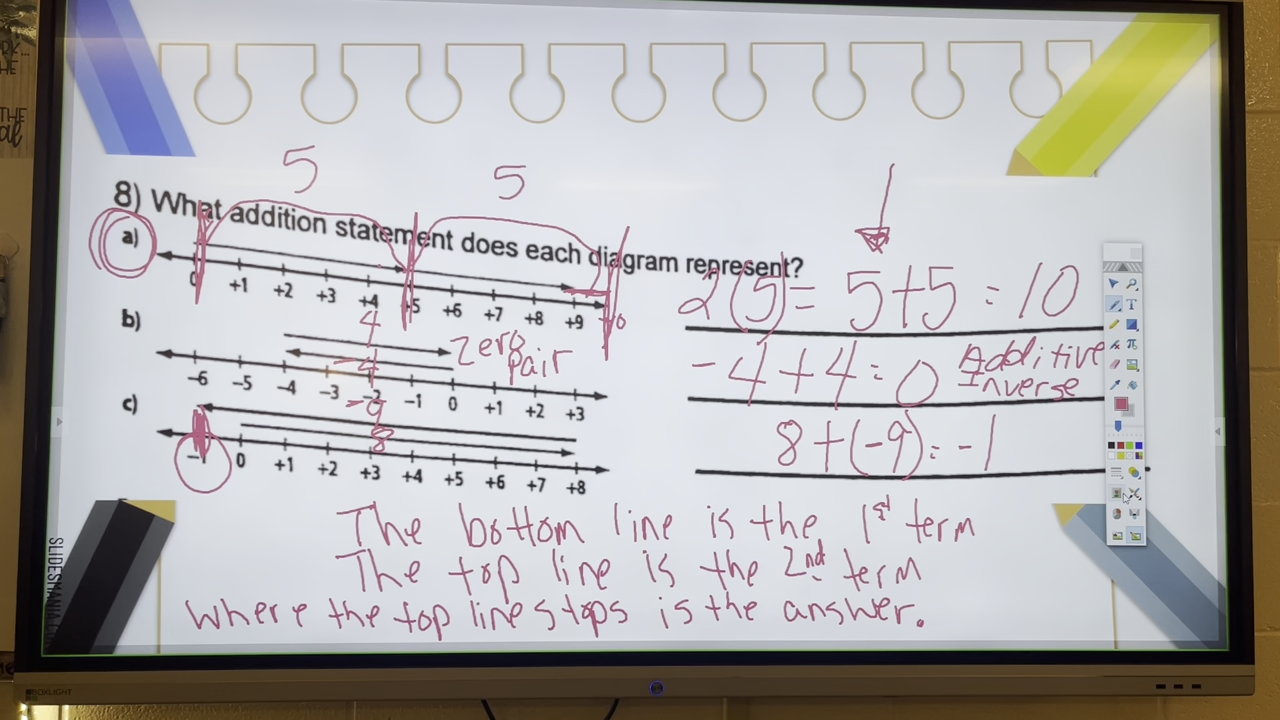 5 5
8) What addition statement does each diagram represent?
a)
0 +1 +2 +3 +4 +5 +6 +7 +8 +9
2(5) = 5+5 = 10
b)
4
Zero
pair
-4
-6 -5 -4 -3 -2 -1 0 +1 +2 +3
-4+4=0 Additive
Inverse
c)
-9
8
-1 0 +1 +2 +3 +4 +5 +6 +7 +8
8+(-9)=-1
The bottom line is the 1st term
The top line is the 2nd term
Where the top line stops is the answer.
BOXLIGHT